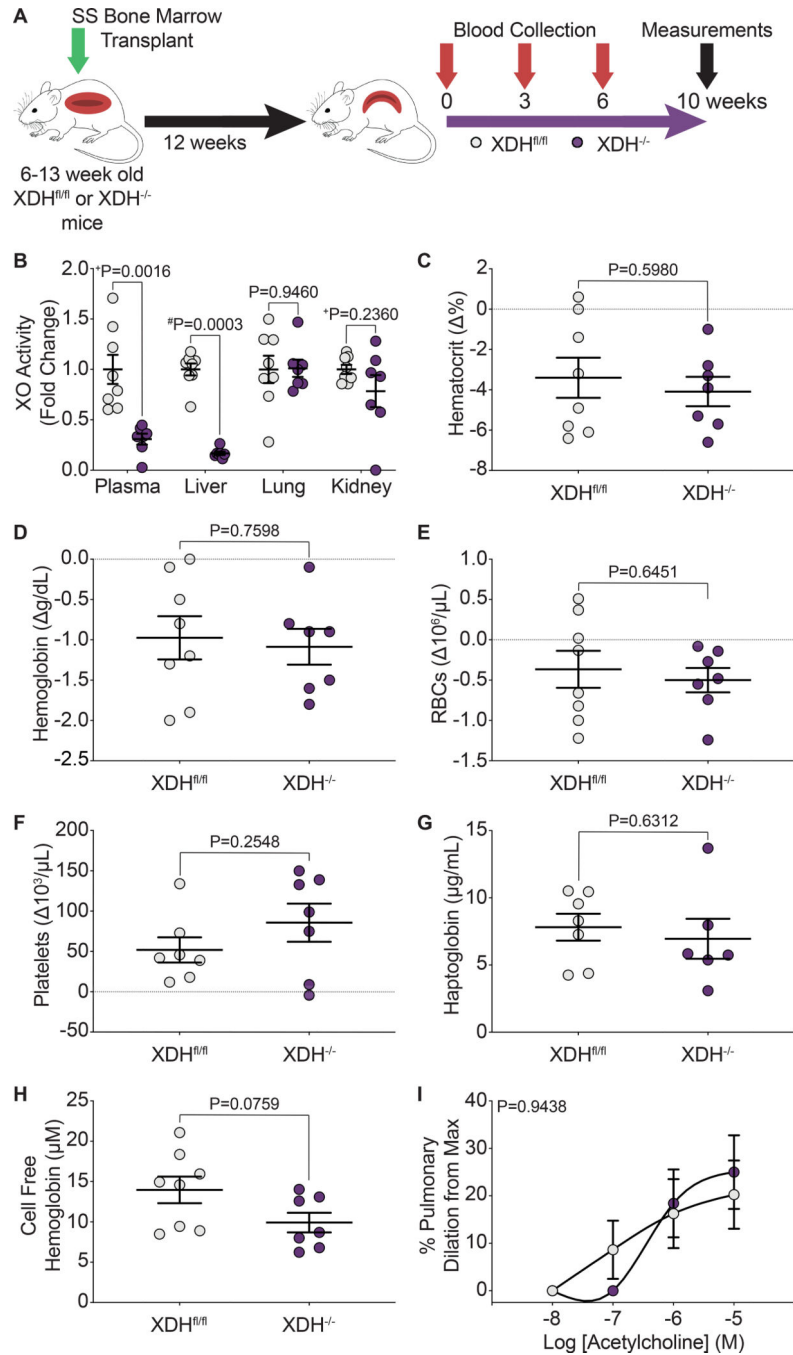 A
SS Bone Marrow
Transplant
Blood Collection
Measurements
12 weeks
0
3
6
10 weeks
XDHfl/fl
XDH-/-
6-13 week old
XDHfl/fl or XDH-/-
mice
B
XO Activity
(Fold Change)
2.0
1.5
1.0
0.5
0.0
+P=0.0016
#P=0.0003
P=0.9460
+P=0.2360
Plasma
Liver
Lung
Kidney
C
Hematocrit (Δ%)
2
0
-2
-4
-6
-8
P=0.5980
XDHfl/fl
XDH-/-
D
Hemoglobin (Δg/dL)
0.0
-0.5
-1.0
-1.5
-2.0
-2.5
P=0.7598
XDHfl/fl
XDH-/-
E
RBCs (Δ10⁶/µL)
1.0
0.5
0.0
-0.5
-1.0
-1.5
P=0.6451
XDHfl/fl
XDH-/-
F
Platelets (Δ10³/µL)
200
150
100
50
0
-50
P=0.2548
XDHfl/fl
XDH-/-
G
Haptoglobin (µg/mL)
15
10
5
0
P=0.6312
XDHfl/fl
XDH-/-
H
Cell Free
Hemoglobin (µM)
25
20
15
10
5
0
P=0.0759
XDHfl/fl
XDH-/-
I
% Pulmonary
Dilation from Max
P=0.9438
40
30
20
10
0
-8
-7
-6
-5
Log [Acetylcholine] (M)